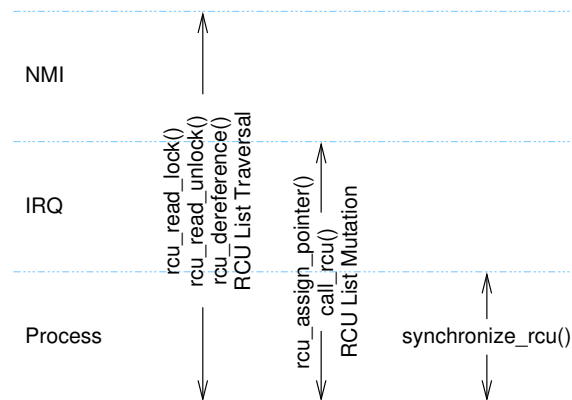 NMI
rcu_read_lock()
rcu_read_unlock()
rcu_dereference()
RCU List Traversal
IRQ
rcu_assign_pointer()
call_rcu()
RCU List Mutation
Process
synchronize_rcu()